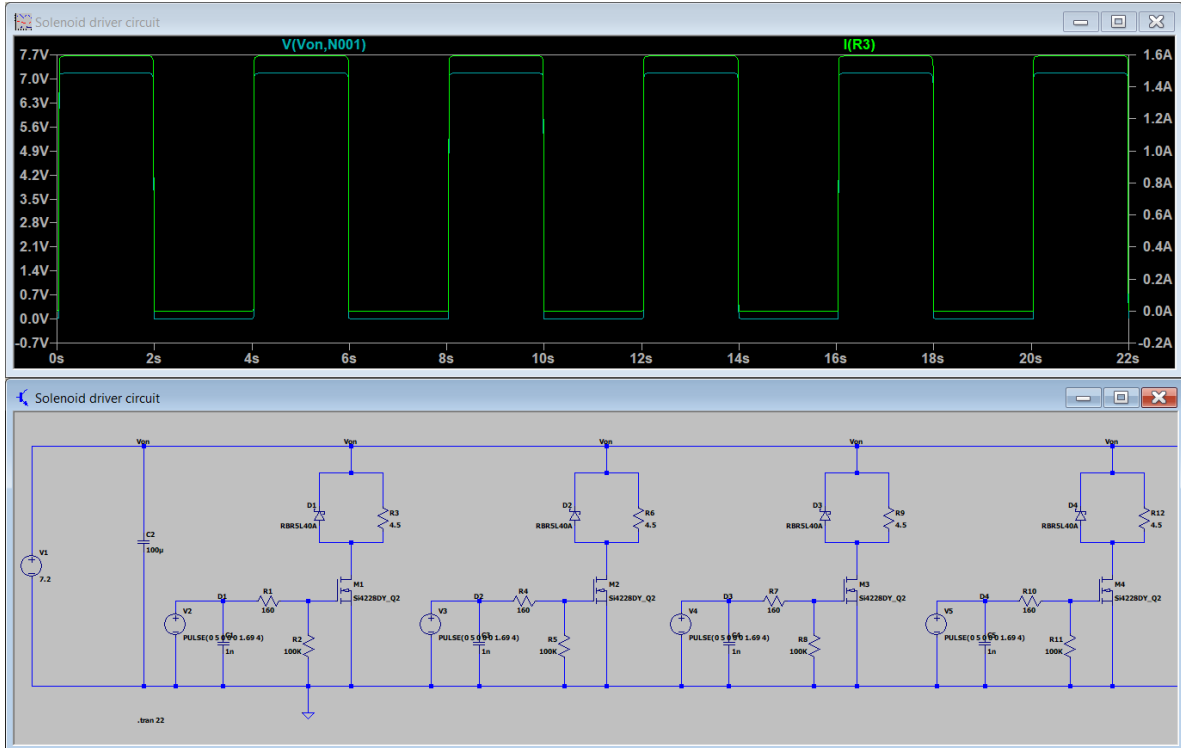 Solenoid driver circuit
V(Von,N001)
I(R3)
7.7V
7.0V
6.3V
5.6V
4.9V
4.2V
3.5V
2.8V
2.1V
1.4V
0.7V
0.0V
-0.7V
1.6A
1.4A
1.2A
1.0A
0.8A
0.6A
0.4A
0.2A
0.0A
-0.2A
0s 2s 4s 6s 8s 10s 12s 14s 16s 18s 20s 22s
Solenoid driver circuit
Von Von Von Von Von
V1
7.2
C2
100µ
D1
RBR5L40A
R3
4.5
M1
Si4228DY_Q2
V2
PULSE(0 5 0 0 0 1.69 4)
D1
C1
1n
R1
160
R2
100K
D2
RBR5L40A
R6
4.5
M2
Si4228DY_Q2
V3
PULSE(0 5 0 0 0 1.69 4)
D2
C3
1n
R4
160
R5
100K
D3
RBR5L40A
R9
4.5
M3
Si4228DY_Q2
V4
PULSE(0 5 0 0 0 1.69 4)
D3
C4
1n
R7
160
R8
100K
D4
RBR5L40A
R12
4.5
M4
Si4228DY_Q2
V5
PULSE(0 5 0 0 0 1.69 4)
D4
C5
1n
R10
160
R11
100K
.tran 22